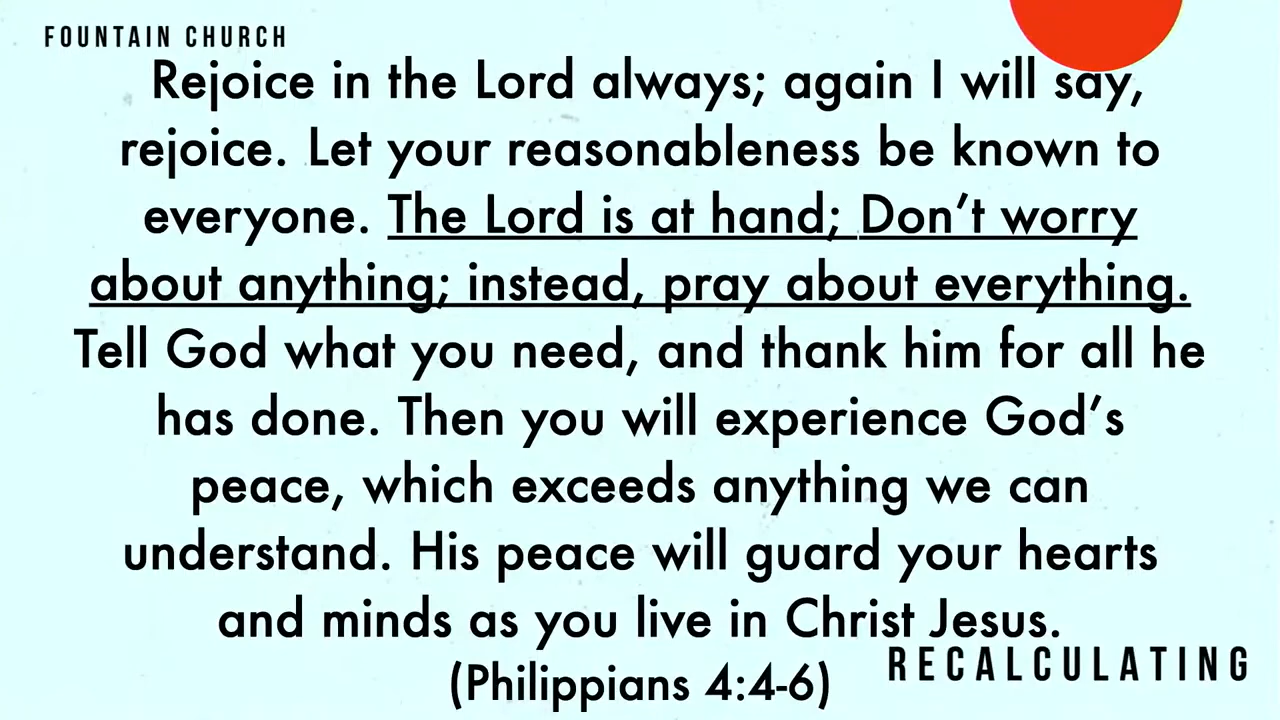 FOUNTAIN CHURCH
Rejoice in the Lord always; again I will say,
rejoice. Let your reasonableness be known to
everyone. The Lord is at hand; Don’t worry
about anything; instead, pray about everything.
Tell God what you need, and thank him for all he
has done. Then you will experience God’s
peace, which exceeds anything we can
understand. His peace will guard your hearts
and minds as you live in Christ Jesus.
(Philippians 4:4-6)
RECALCULATING